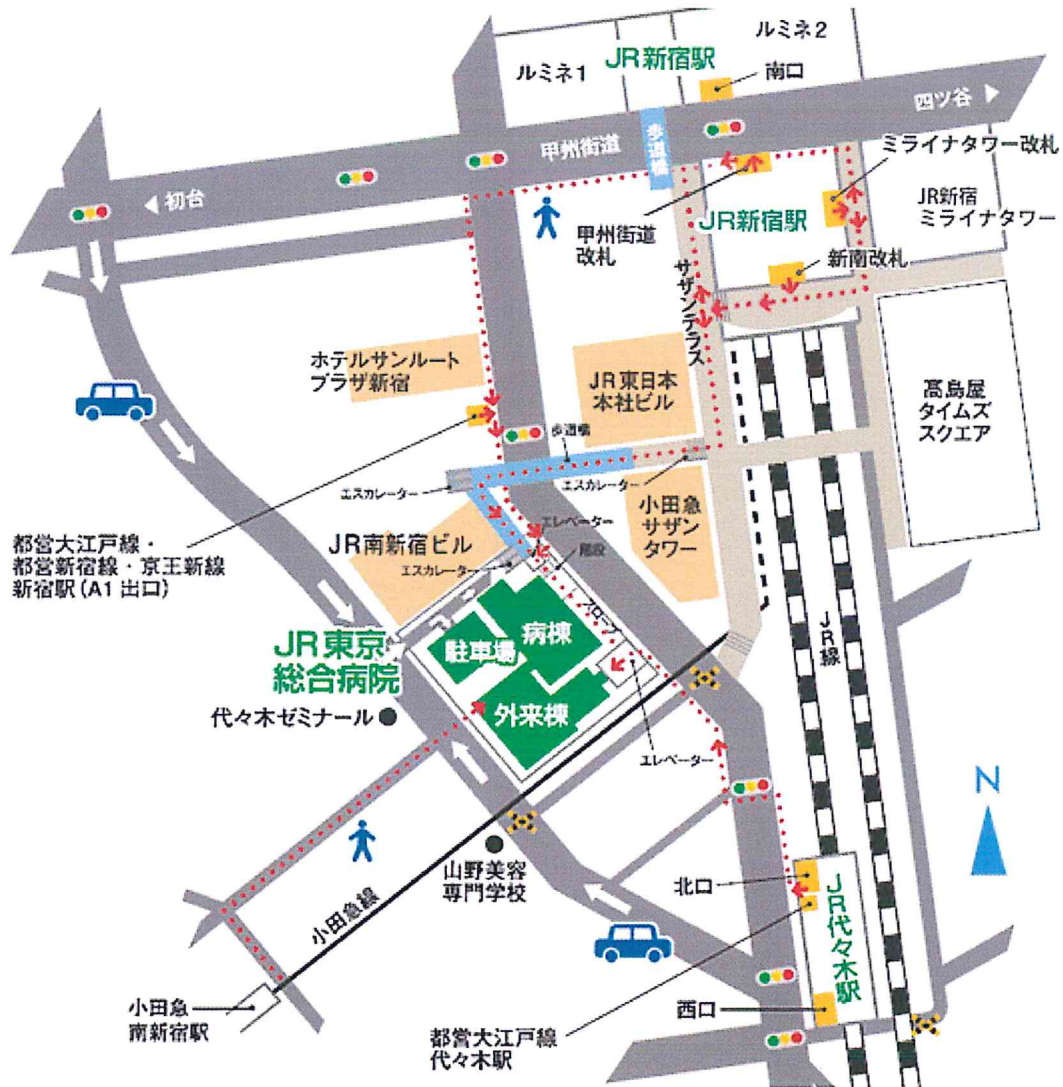 ルミネ2
JR新宿駅
ルミネ1
南口
四ツ谷
歩道橋
甲州街道
ミライナタワー改札
初台
JR新宿
ミライナタワー
JR新宿駅
甲州街道
改札
新南改札
サザンテラス
ホテルサンルート
プラザ新宿
JR東日本
本社ビル
髙島屋
タイムズ
スクエア
歩道橋
エスカレーター
エスカレーター
小田急
サザン
タワー
エレベーター
都営大江戸線・
都営新宿線・京王新線
新宿駅(A1 出口)
JR南新宿ビル
階段
エスカレーター
スロープ
JR線
JR東京
総合病院
駐車場
病棟
代々木ゼミナール
外来棟
エレベーター
N
山野美容
専門学校
北口
小田急線
JR代々木駅
小田急
南新宿駅
西口
都営大江戸線
代々木駅